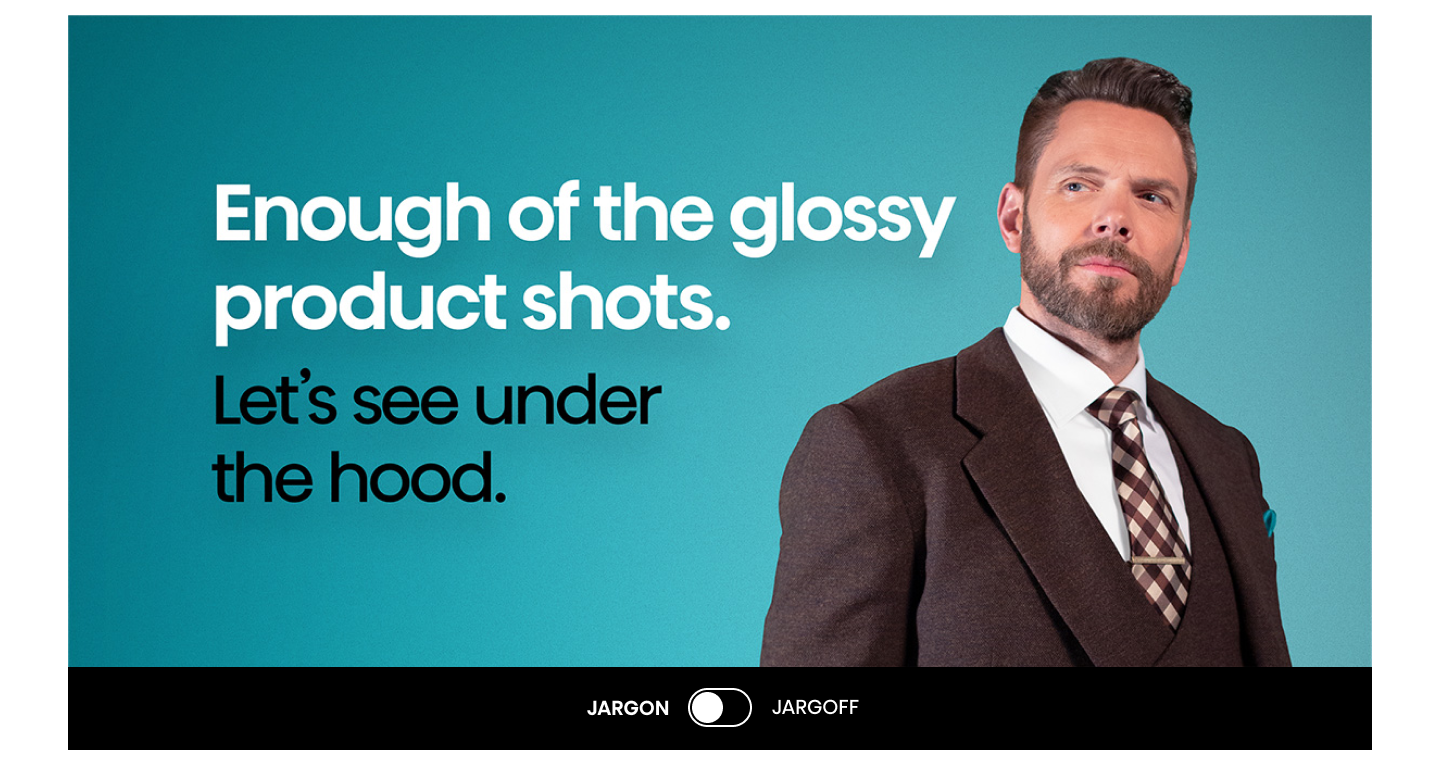 Enough of the glossy
product shots.
Let’s see under
the hood.
JARGON JARGOFF